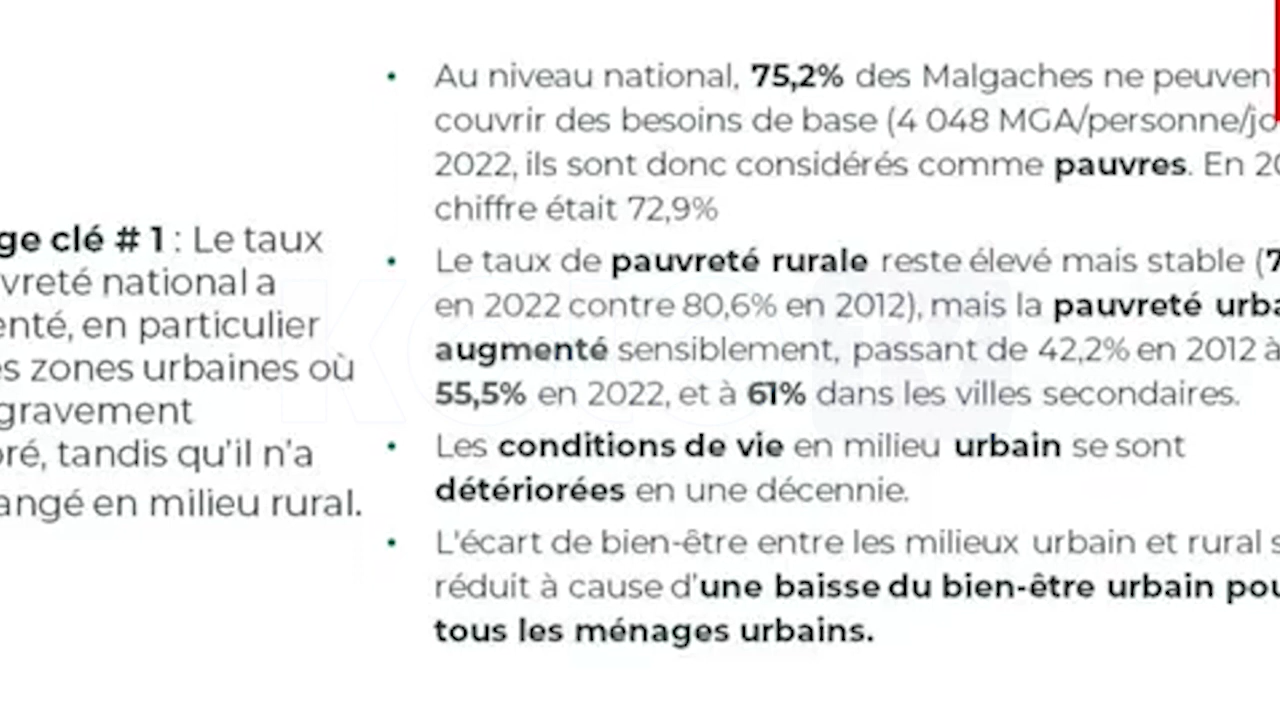 ge clé # 1 : Le taux
vreté national a
enté, en particulier
s zones urbaines où
gravement
ré, tandis qu'il n'a
angé en milieu rural.
• Au niveau national, 75,2% des Malgaches ne peuvent
couvrir des besoins de base (4 048 MGA/personne/jo
2022, ils sont donc considérés comme pauvres. En 20
chiffre était 72,9%
• Le taux de pauvreté rurale reste élevé mais stable (7
en 2022 contre 80,6% en 2012), mais la pauvreté urba
augmenté sensiblement, passant de 42,2% en 2012 à
55,5% en 2022, et à 61% dans les villes secondaires.
• Les conditions de vie en milieu urbain se sont
détériorées en une décennie.
• L'écart de bien-être entre les milieux urbain et rural s
réduit à cause d'une baisse du bien-être urbain pou
tous les ménages urbains.